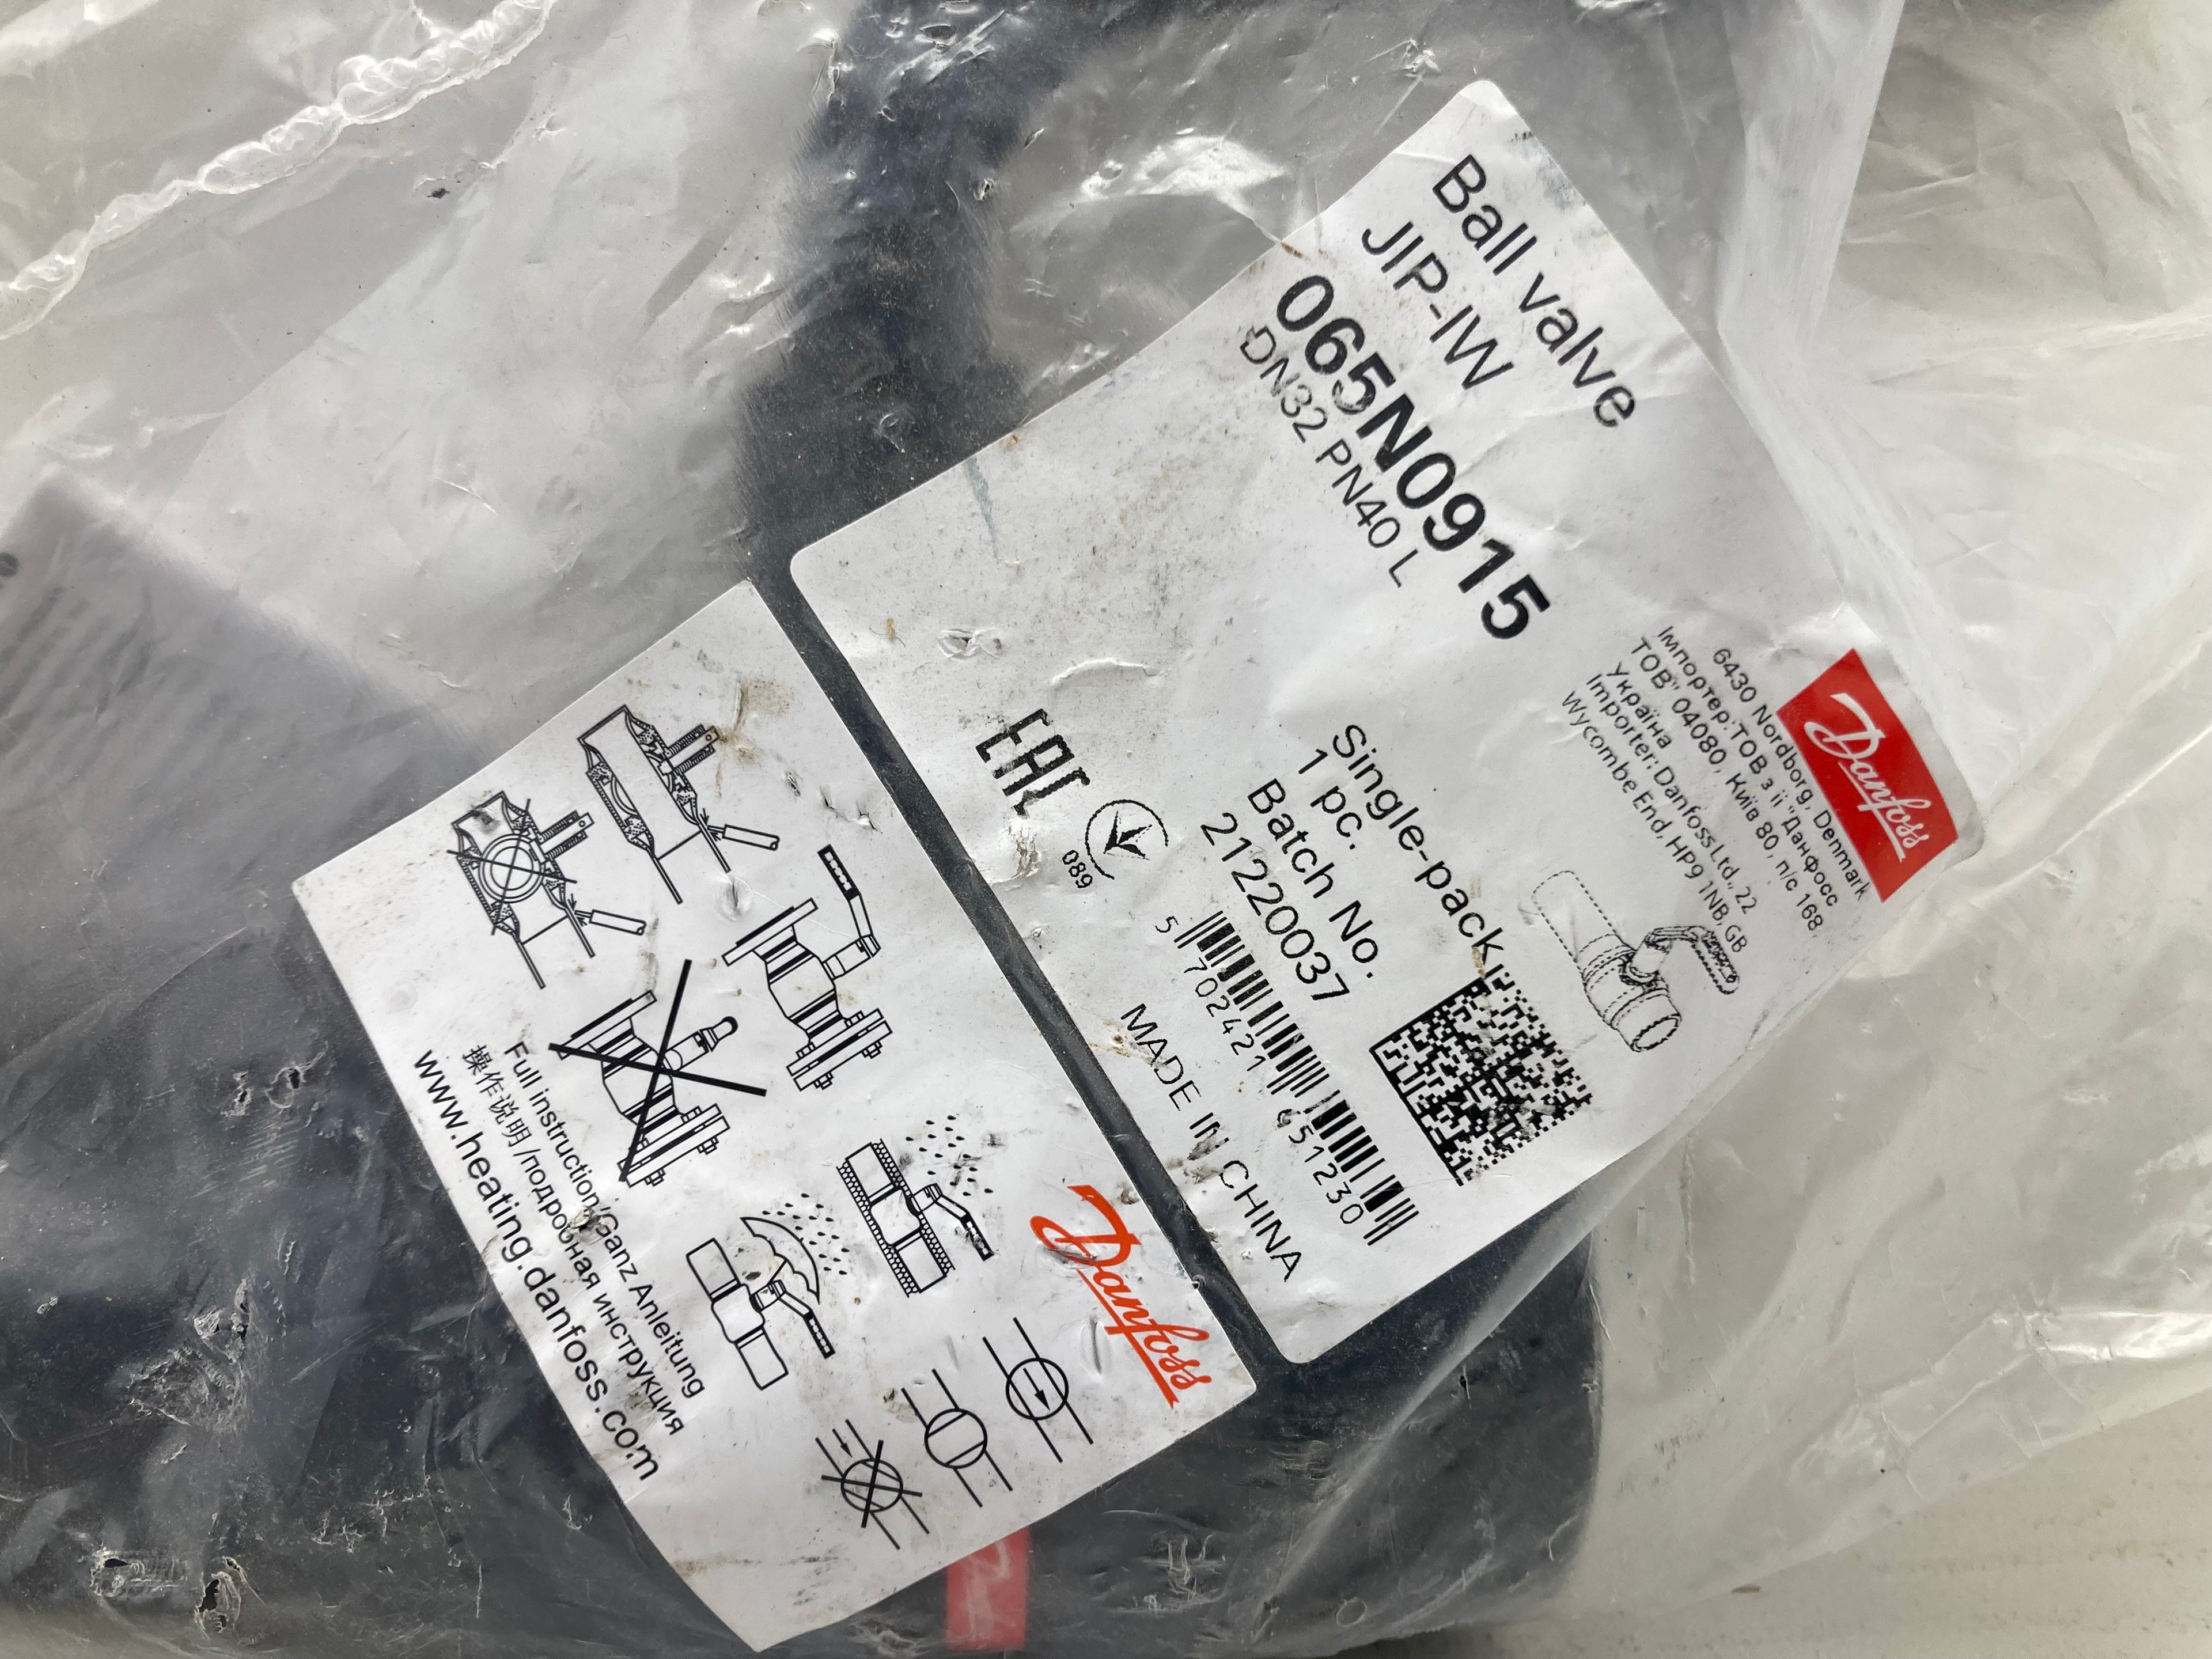 Ball valve
JIP-IW
065N0915
DN32 PN40 L
Danfoss
6430 Nordborg, Denmark
Імпортер:ТОВ з іі "Данфосс
ТОВ" 04080, Київ 80, п/с 168,
Україна
Importer: Danfoss Ltd., 22
Wycombe End, HP9 1NB, GB
Single-pack
1 pc.
Batch No.
21220037
EAC
089
5 702421 651230
MADE IN CHINA
Danfoss
Full instruction/Ganz Anleitung
操作说明/подробная инструкция
www.heating.danfoss.com